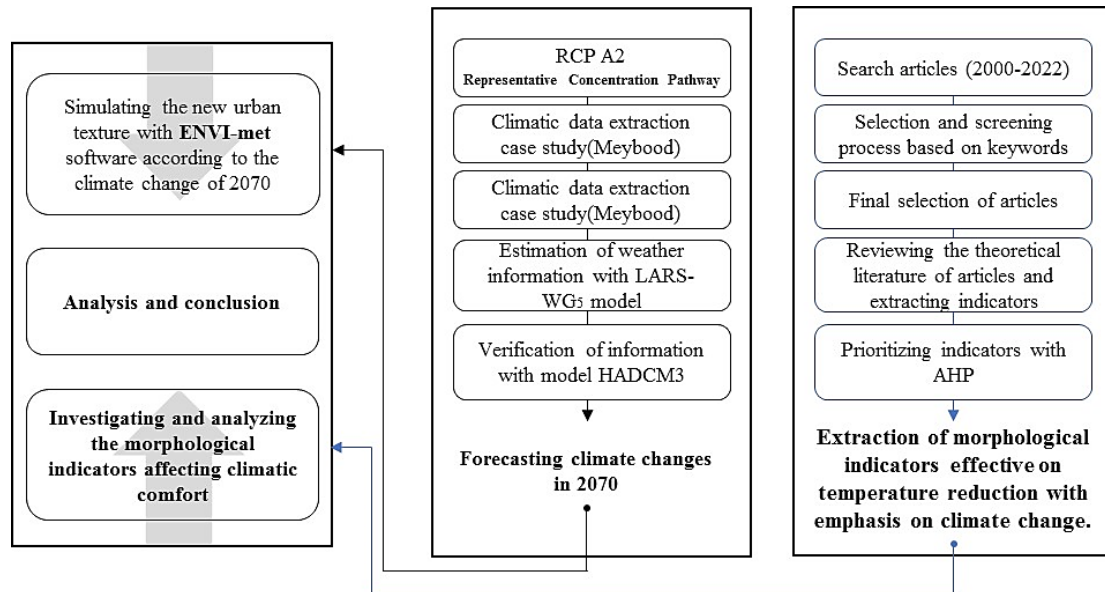 Simulating the new urban
texture with ENVI-met
software according to the
climate change of 2070
Analysis and conclusion
Investigating and analyzing
the morphological
indicators affecting climatic
comfort
RCP A2
Representative Concentration Pathway
Climatic data extraction
case study(Meybood)
Climatic data extraction
case study(Meybood)
Estimation of weather
information with LARS-
WG5 model
Verification of information
with model HADCM3
Forecasting climate changes
in 2070
Search articles (2000-2022)
Selection and screening
process based on keywords
Final selection of articles
Reviewing the theoretical
literature of articles and
extracting indicators
Prioritizing indicators with
AHP
Extraction of morphological
indicators effective on
temperature reduction with
emphasis on climate change.